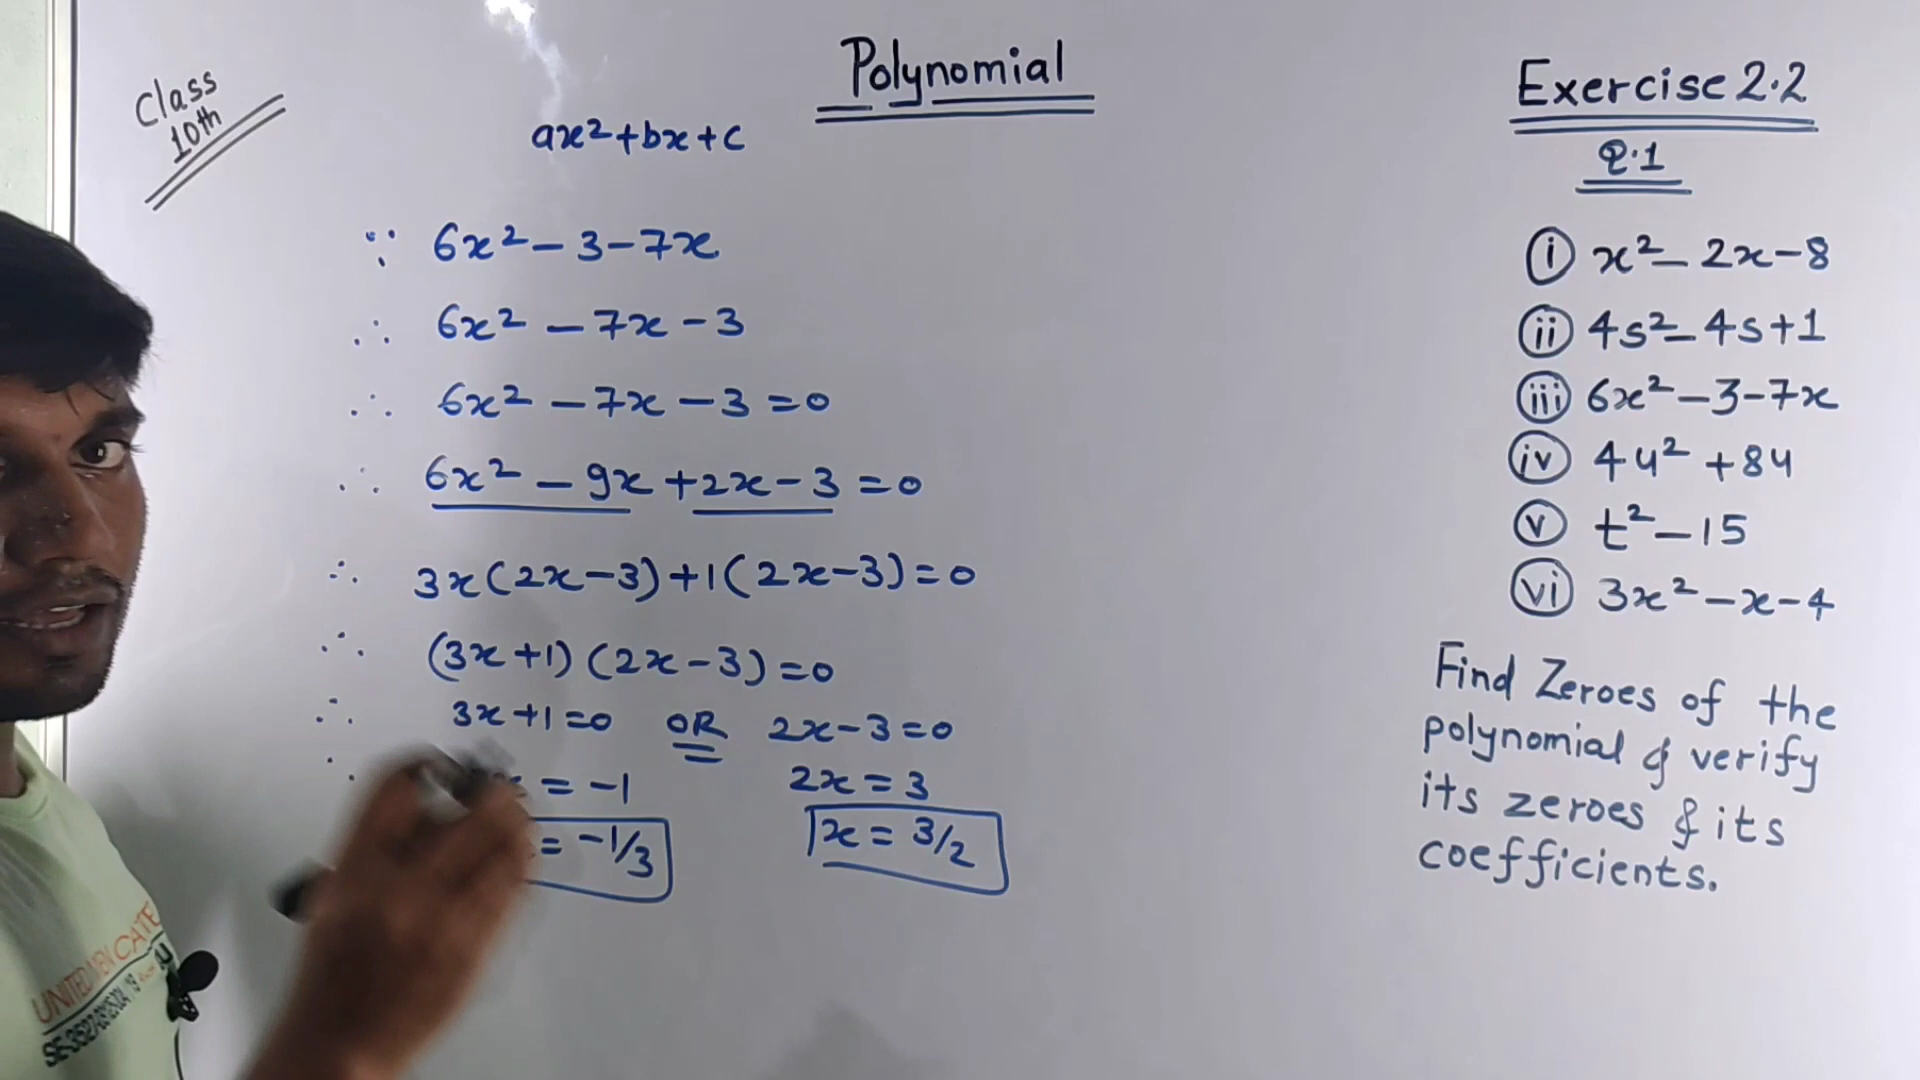 Class
10th
Polynomial
ax²+bx+c
∵ 6x²-3-7x
∴ 6x² - 7x - 3
∴ 6x² - 7x - 3 = 0
∴ 6x² - 9x + 2x - 3 = 0
∴ 3x(2x-3)+1(2x-3)=0
∴ (3x+1)(2x-3)=0
∴ 3x+1=0 OR 2x-3=0
= -1 2x = 3
= -1/3 x = 3/2
Exercise 2.2
Q.1
(i) x²-2x-8
(ii) 4s²-4s+1
(iii) 6x²-3-7x
(iv) 4u²+8u
(v) t²-15
(vi) 3x²-x-4
Find Zeroes of the
polynomial & verify
its zeroes & its
coefficients.
UNITED